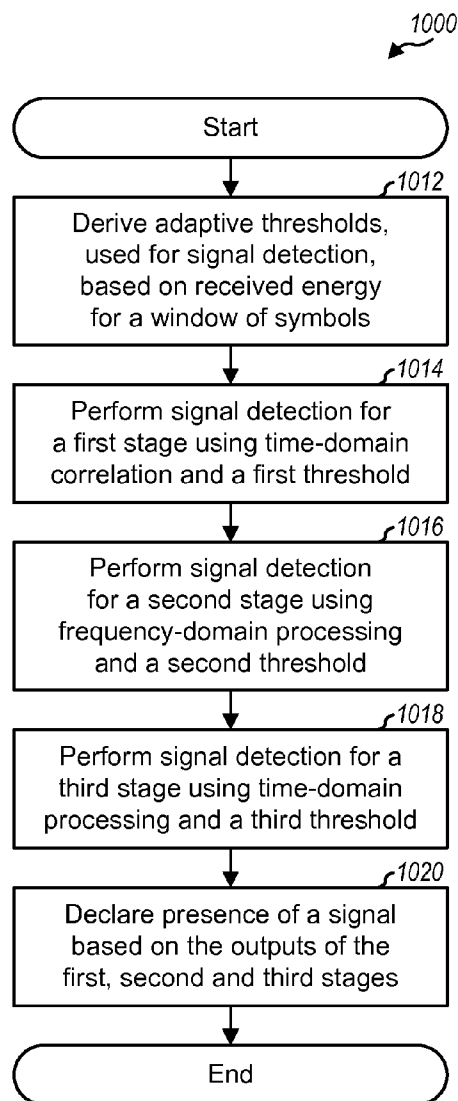 1000
Start
1012
Derive adaptive thresholds,
used for signal detection,
based on received energy
for a window of symbols
1014
Perform signal detection for
a first stage using time-domain
correlation and a first threshold
1016
Perform signal detection
for a second stage using
frequency-domain processing
and a second threshold
1018
Perform signal detection for a
third stage using time-domain
processing and a third threshold
1020
Declare presence of a signal
based on the outputs of the
first, second and third stages
End